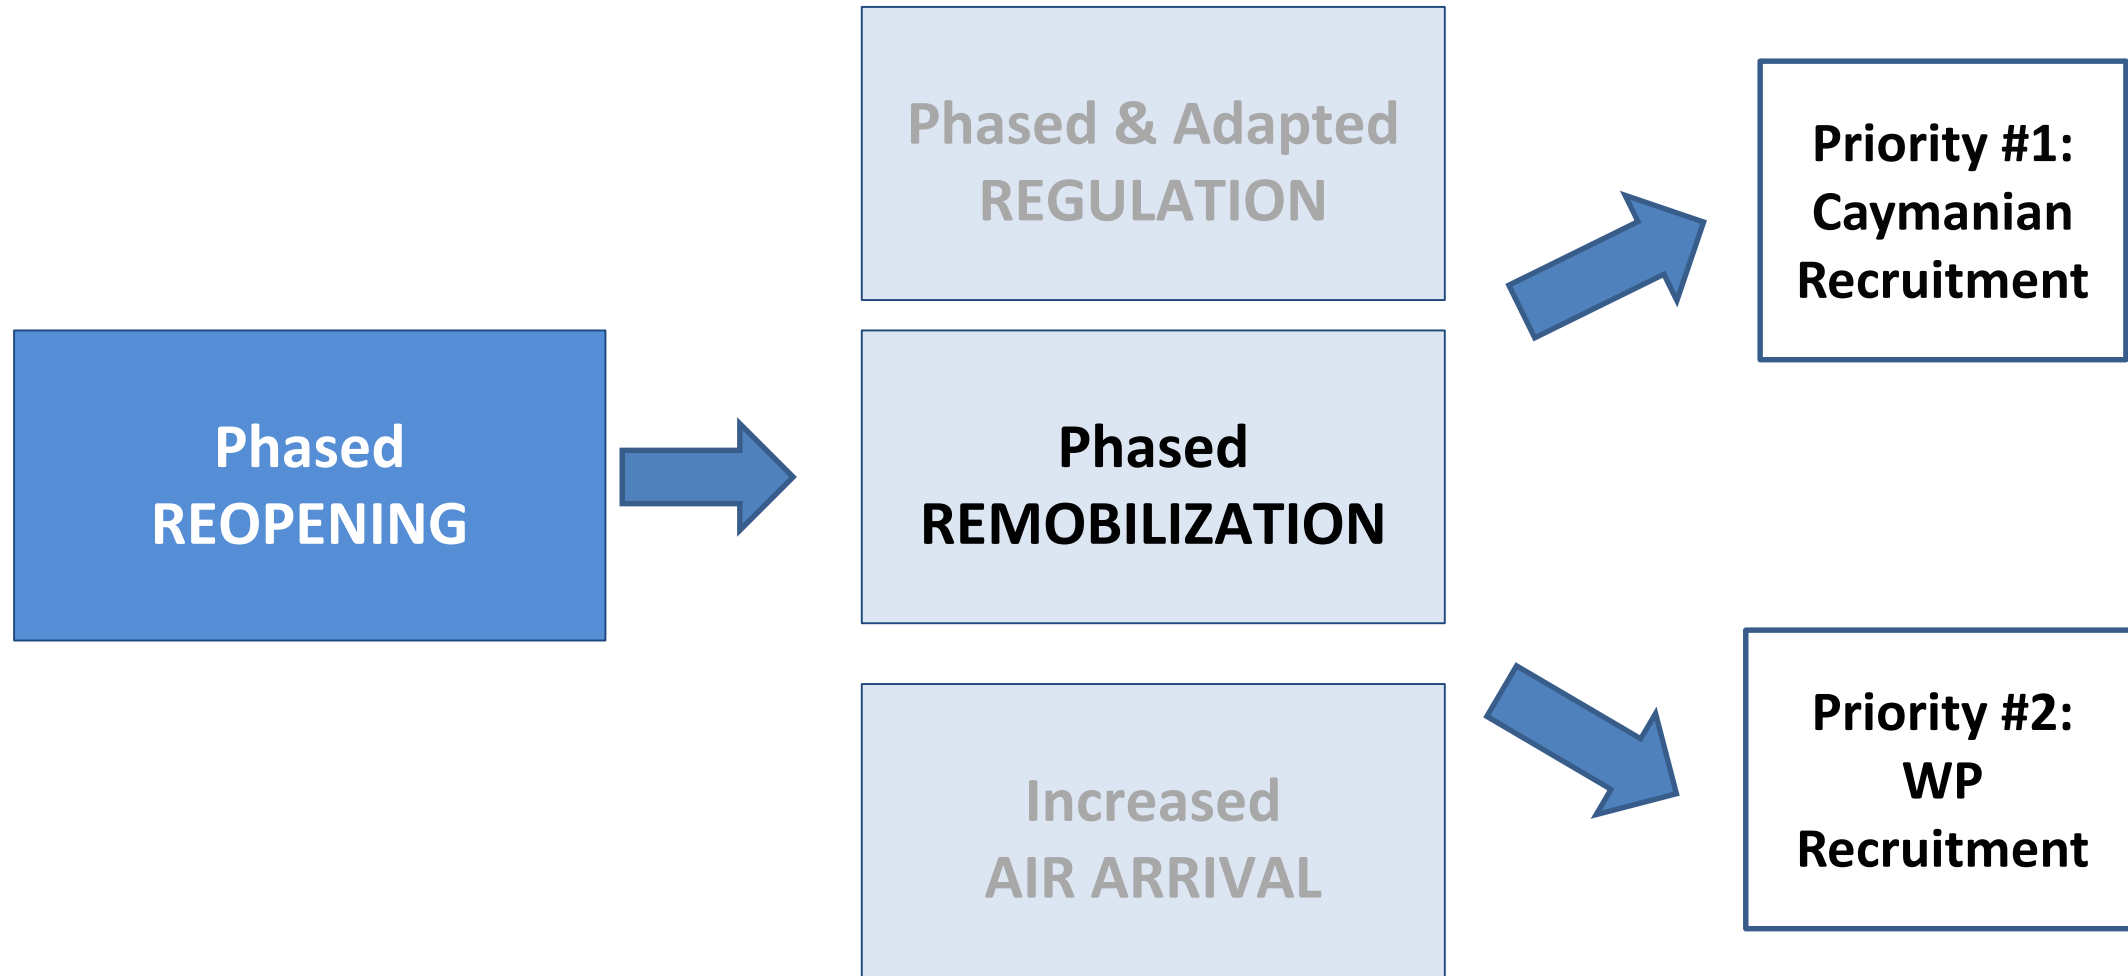 Phased
REOPENING
Phased & Adapted
REGULATION
Phased
REMOBILIZATION
Increased
AIR ARRIVAL
Priority #1:
Caymanian
Recruitment
Priority #2:
WP
Recruitment